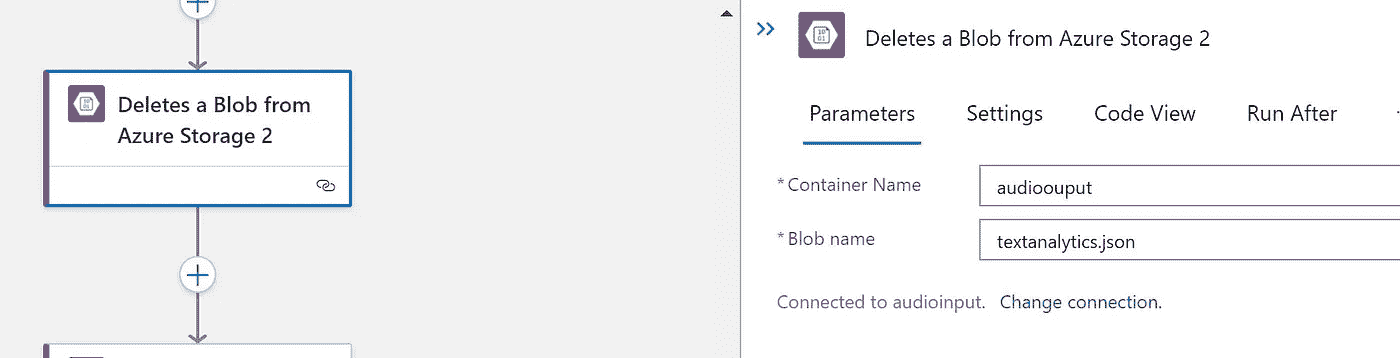 Deletes a Blob from
Azure Storage 2
Deletes a Blob from Azure Storage 2
Parameters Settings Code View Run After
* Container Name audioouput
* Blob name textanalytics.json
Connected to audioinput. Change connection.